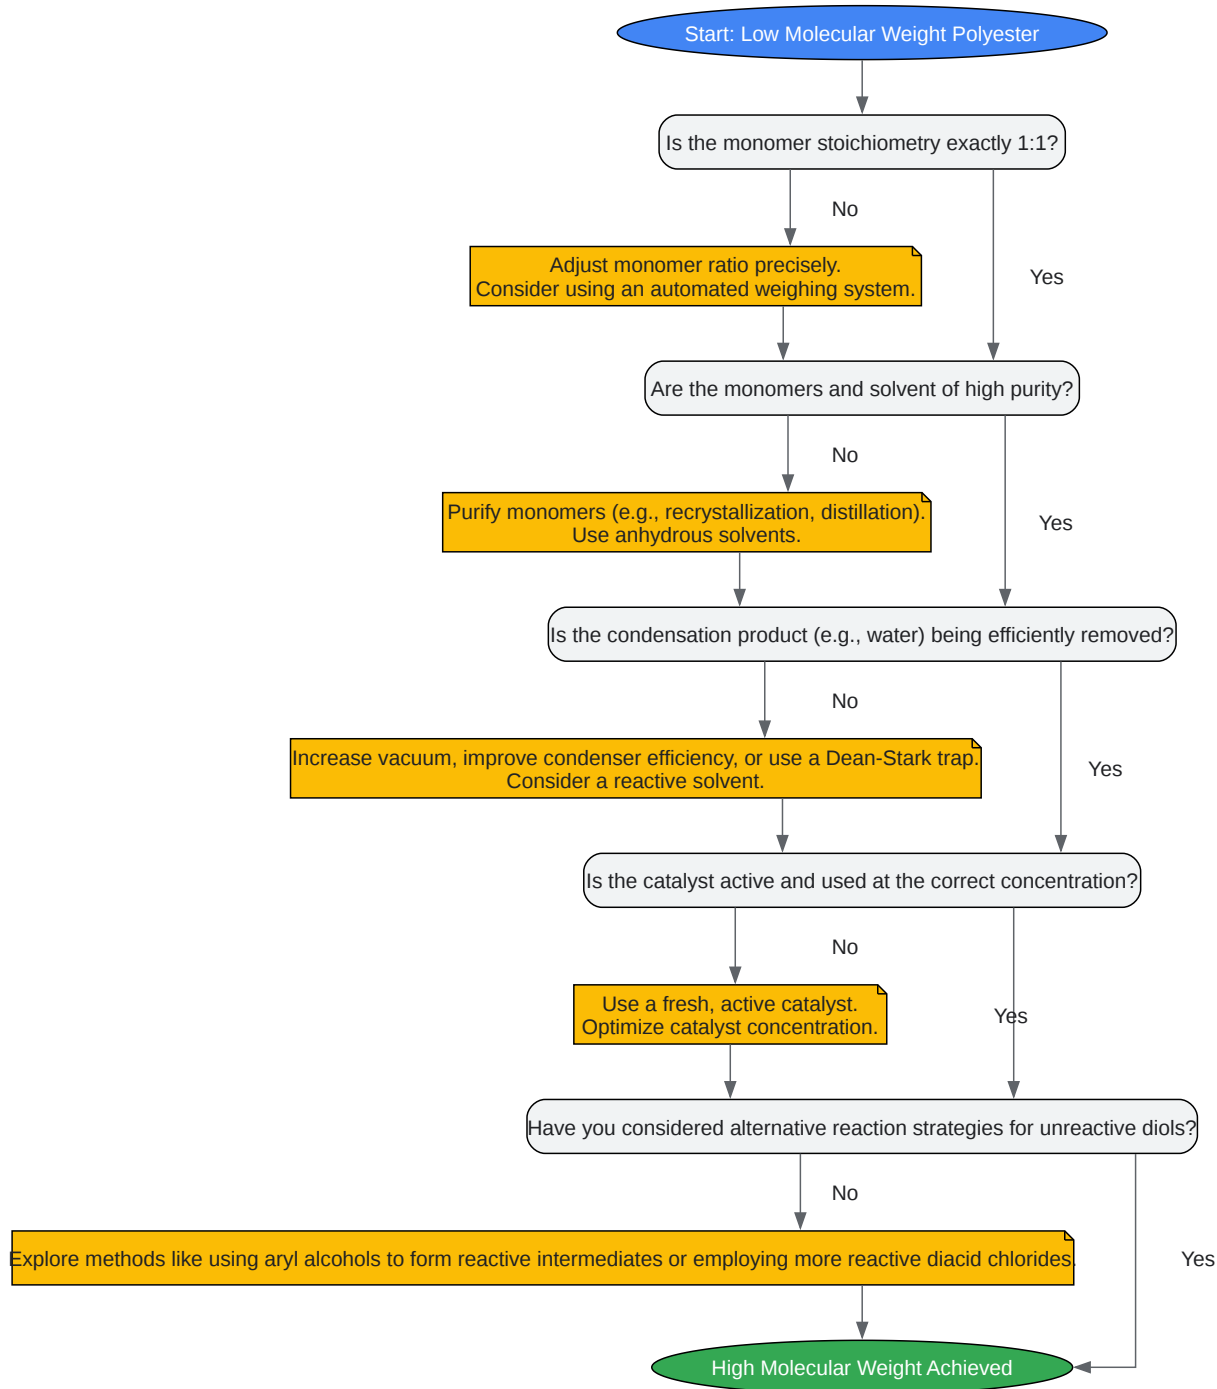 Start: Low Molecular Weight Polyester
Is the monomer stoichiometry exactly 1:1?
No
Adjust monomer ratio precisely.
Consider using an automated weighing system.
Yes
Are the monomers and solvent of high purity?
No
Purify monomers (e.g., recrystallization, distillation).
Use anhydrous solvents.
Yes
Is the condensation product (e.g., water) being efficiently removed?
No
Increase vacuum, improve condenser efficiency, or use a Dean-Stark trap.
Consider a reactive solvent.
Yes
Is the catalyst active and used at the correct concentration?
No
Use a fresh, active catalyst.
Optimize catalyst concentration.
Yes
Have you considered alternative reaction strategies for unreactive diols?
No
Explore methods like using aryl alcohols to form reactive intermediates or employing more reactive diacid chlorides.
Yes
High Molecular Weight Achieved